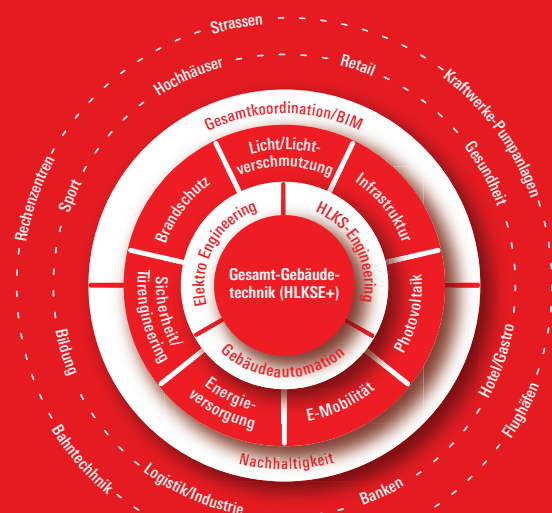 Strassen
Kraftwerke-Pumpanlagen
Flughäfen
Bahntechhnik
Rechenzentren
Hochhäuser
Retail
Gesundheit
Hotel/Gastro
Banken
Logistik/Industrie
Bildung
Sport
Gesamtkoordination/BIM
Nachhaltigkeit
Licht/Licht-
verschmutzung
Infrastruktur
Photovoltaik
E-Mobilität
Energie-
versorgung
Sicherheit/
Türengineering
Brandschutz
Elektro Engineering
HLKS-Engineering
Gebäudeautomation
Gesamt-Gebäude-
technik (HLKSE+)